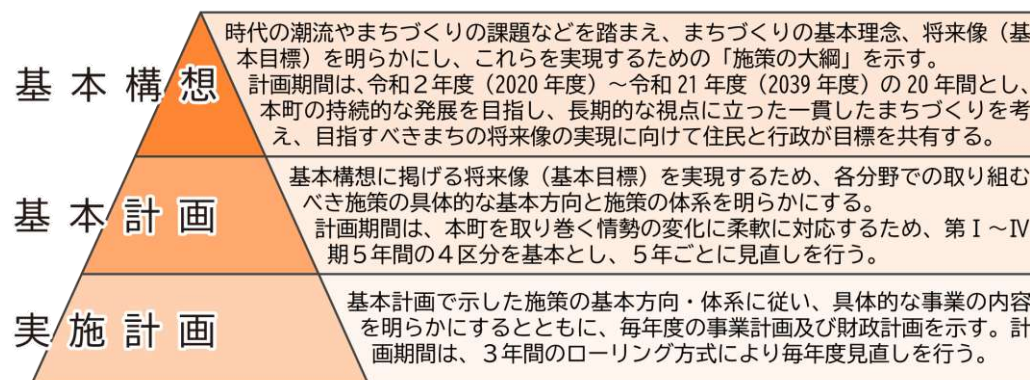 基本構想
時代の潮流やまちづくりの課題などを踏まえ、まちづくりの基本理念、将来像（基
本目標）を明らかにし、これらを実現するための「施策の大綱」を示す。
計画期間は、令和２年度（2020 年度）～令和 21 年度（2039 年度）の 20 年間とし、
本町の持続的な発展を目指し、長期的な視点に立った一貫したまちづくりを考
え、目指すべきまちの将来像の実現に向けて住民と行政が目標を共有する。
基本計画
基本構想に掲げる将来像（基本目標）を実現するため、各分野での取り組む
べき施策の具体的な基本方向と施策の体系を明らかにする。
計画期間は、本町を取り巻く情勢の変化に柔軟に対応するため、第Ⅰ～Ⅳ
期５年間の４区分を基本とし、５年ごとに見直しを行う。
実施計画
基本計画で示した施策の基本方向・体系に従い、具体的な事業の内容
を明らかにするとともに、毎年度の事業計画及び財政計画を示す。計
画期間は、３年間のローリング方式により毎年度見直しを行う。